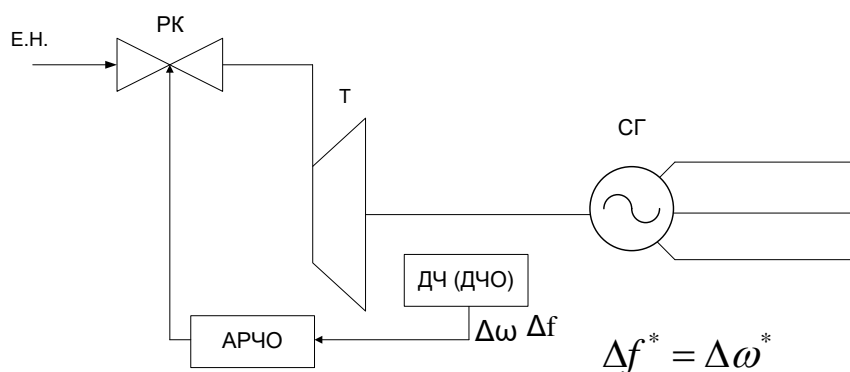 РК
Е.Н.
Т
СГ
ДЧ (ДЧО)
Δω Δf
АРЧО
Δf* = Δω*